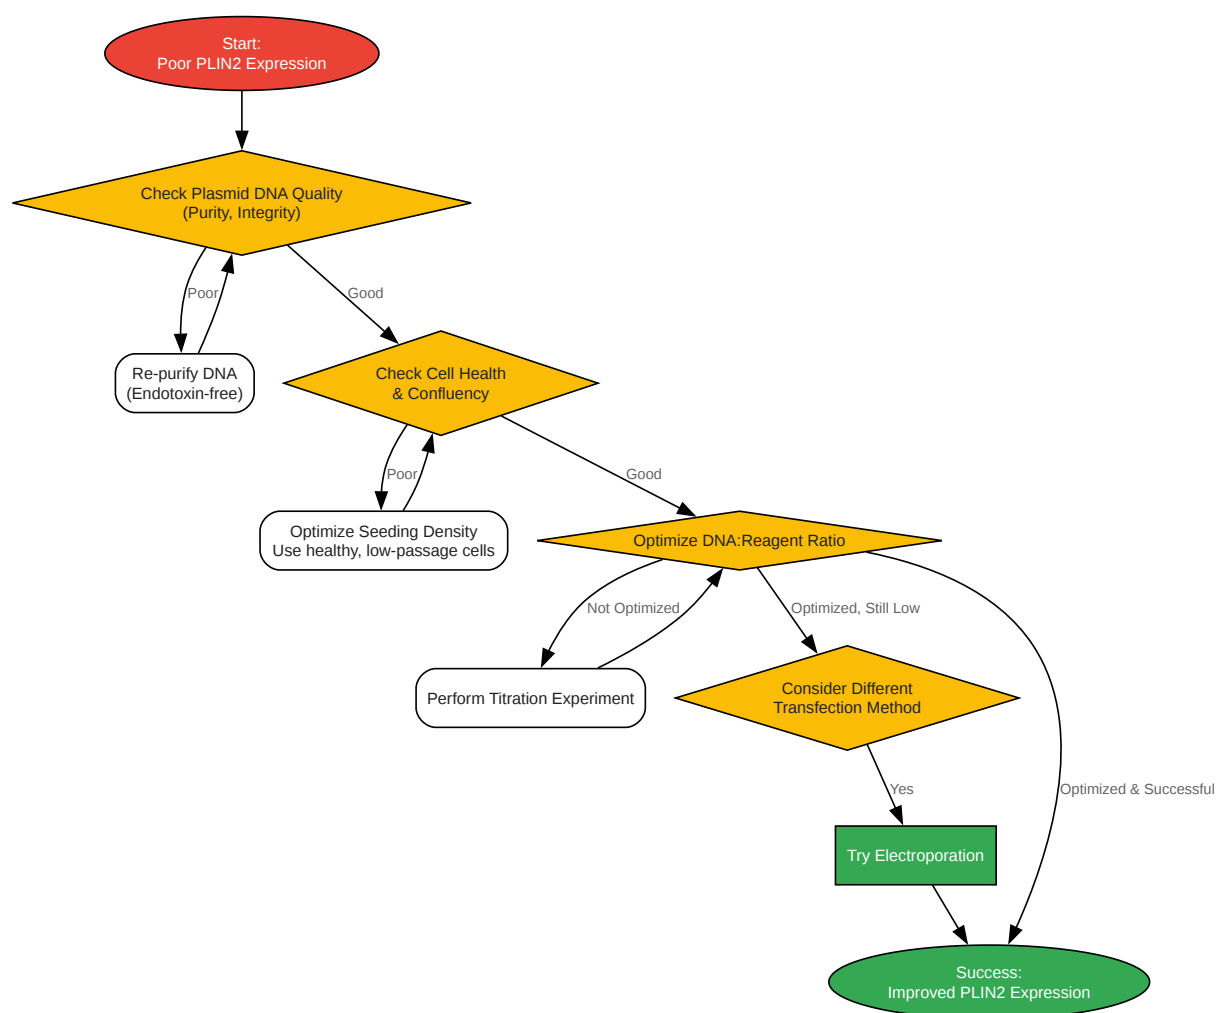 Start:
Poor PLIN2 Expression
Check Plasmid DNA Quality
(Purity, Integrity)
Poor
Good
Re-purify DNA
(Endotoxin-free)
Check Cell Health
& Confluency
Poor
Good
Optimize Seeding Density
Use healthy, low-passage cells
Optimize DNA:Reagent Ratio
Not Optimized
Optimized, Still Low
Perform Titration Experiment
Consider Different
Transfection Method
Yes
Optimized & Successful
Try Electroporation
Success:
Improved PLIN2 Expression